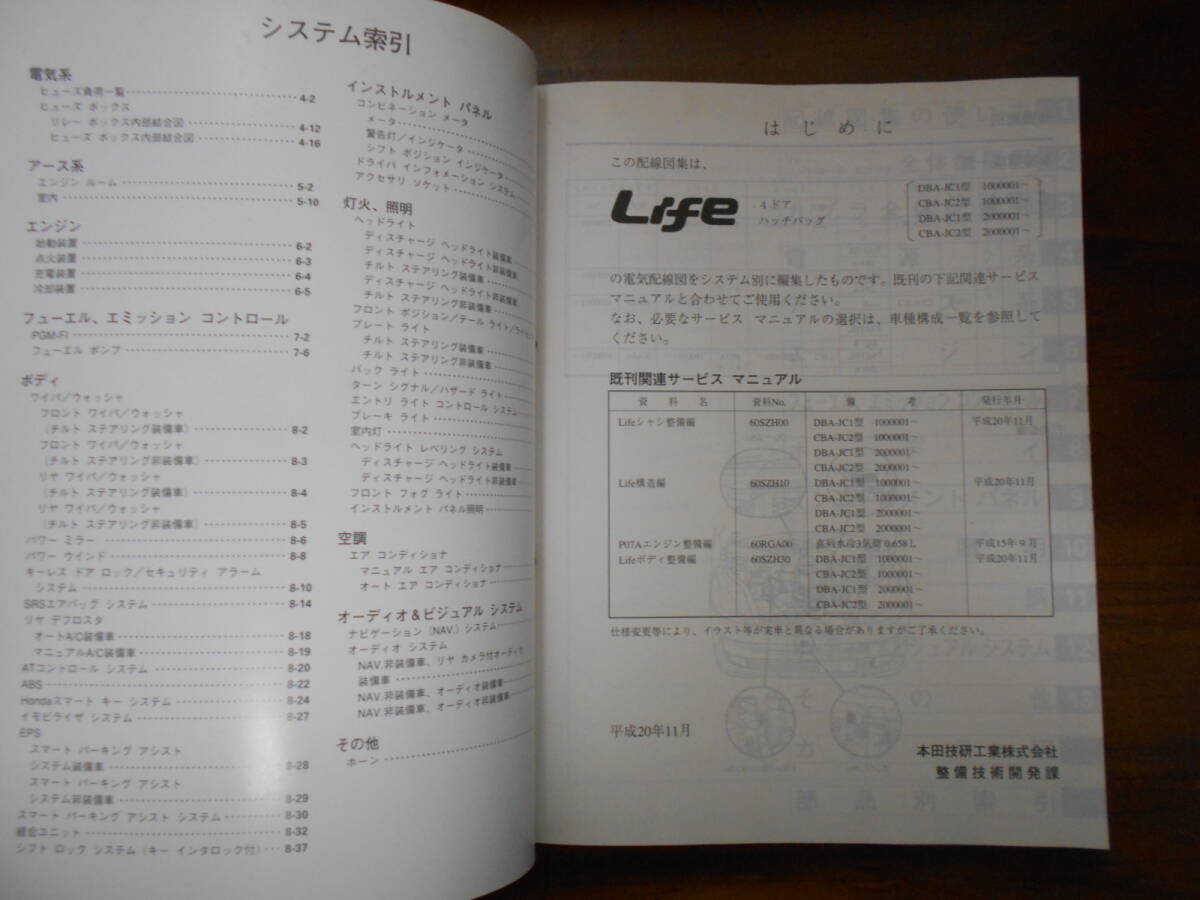 システム索引
電気系
ヒューズ負荷一覧 4-2
ヒューズ ボックス
リレー ボックス内部結合図 4-12
ヒューズ ボックス内部結合図 4-16
アース系
エンジン ルーム 5-2
室内 5-10
エンジン
始動装置 6-2
点火装置 6-3
充電装置 6-4
冷却装置 6-5
フューエル、エミッション コントロール
PGM-FI 7-2
フューエル ポンプ 7-6
ボディ
ワイパ/ウォッシャ
フロント ワイパ/ウォッシャ
(チルト ステアリング装備車) 8-2
フロント ワイパ/ウォッシャ
(チルト ステアリング非装備車) 8-3
リヤ ワイパ/ウォッシャ
(チルト ステアリング装備車) 8-4
リヤ ワイパ/ウォッシャ
(チルト ステアリング非装備車) 8-5
パワー ミラー 8-6
パワー ウインド 8-8
キーレス ドア ロック/セキュリティ アラーム
システム 8-10
SRSエアバッグ システム 8-14
リヤ デフロスタ
オートA/C装備車 8-18
マニュアルA/C装備車 8-19
ATコントロール システム 8-20
ABS 8-22
Hondaスマート キー システム 8-24
イモビライザ システム 8-27
EPS
スマート パーキング アシスト
システム装備車 8-28
スマート パーキング アシスト
システム非装備車 8-29
スマート パーキング アシスト システム 8-30
統合ユニット 8-32
シフト ロック システム (キー インタロック付) 8-37
インストルメント パネル
コンビネーション メータ
メータ
警告灯/インジケータ
シフト ポジション インジケータ
ドライバ インフォメーション システム
アクセサリ ソケット
灯火、照明
ヘッドライト
ディスチャージ ヘッドライト装備車
ディスチャージ ヘッドライト非装備車、
チルト ステアリング装備車
ディスチャージ ヘッドライト非装備車、
チルト ステアリング非装備車
フロント ポジション/テール ライト/ライセン
プレート ライト
チルト ステアリング装備車
チルト ステアリング非装備車
バック ライト
ターン シグナル/ハザード ライト
エントリ ライト コントロール システム
ブレーキ ライト
室内灯
ヘッドライト レベリング システム
ディスチャージ ヘッドライト装備車
ディスチャージ ヘッドライト非装備車
フロント フォグ ライト
インストルメント パネル照明
空調
エア コンディショナ
マニュアル エア コンディショナ
オート エア コンディショナ
オーディオ&ビジュアル システム
ナビゲーション (NAV.) システム
オーディオ システム
NAV.非装備車、リヤ カメラ付オーディオ
装備車
NAV.非装備車、オーディオ装備車
NAV.非装備車、オーディオ非装備車
その他
ホーン
はじめに
この配線図集は、
Life 4ドア
ハッチバッグ
DBA-JC1型 1000001~
CBA-JC2型 1000001~
DBA-JC1型 2000001~
CBA-JC2型 2000001~
の電気配線図をシステム別に編集したものです。既刊の下記関連サービス
マニュアルと合わせてご使用ください。
なお、必要なサービス マニュアルの選択は、車種構成一覧を参照して
ください。
既刊関連サービス マニュアル
資料名 資料No. 備考 発行年月
Lifeシャシ整備編 60SZH00 DBA-JC1型 1000001~ 平成20年11月
CBA-JC2型 1000001~
DBA-JC1型 2000001~
CBA-JC2型 2000001~
Life構造編 60SZH10 DBA-JC1型 1000001~ 平成20年11月
CBA-JC2型 1000001~
DBA-JC1型 2000001~
CBA-JC2型 2000001~
P07Aエンジン整備編 60RGA00 直列水冷3気筒 0.658L 平成15年9月
Lifeボディ整備編 60SZH30 DBA-JC1型 1000001~ 平成20年11月
CBA-JC2型 1000001~
DBA-JC1型 2000001~
CBA-JC2型 2000001~
仕様変更等により、イラスト等が実車と異なる場合がありますがご了承ください。
平成20年11月
本田技研工業株式会社
整備技術開発課